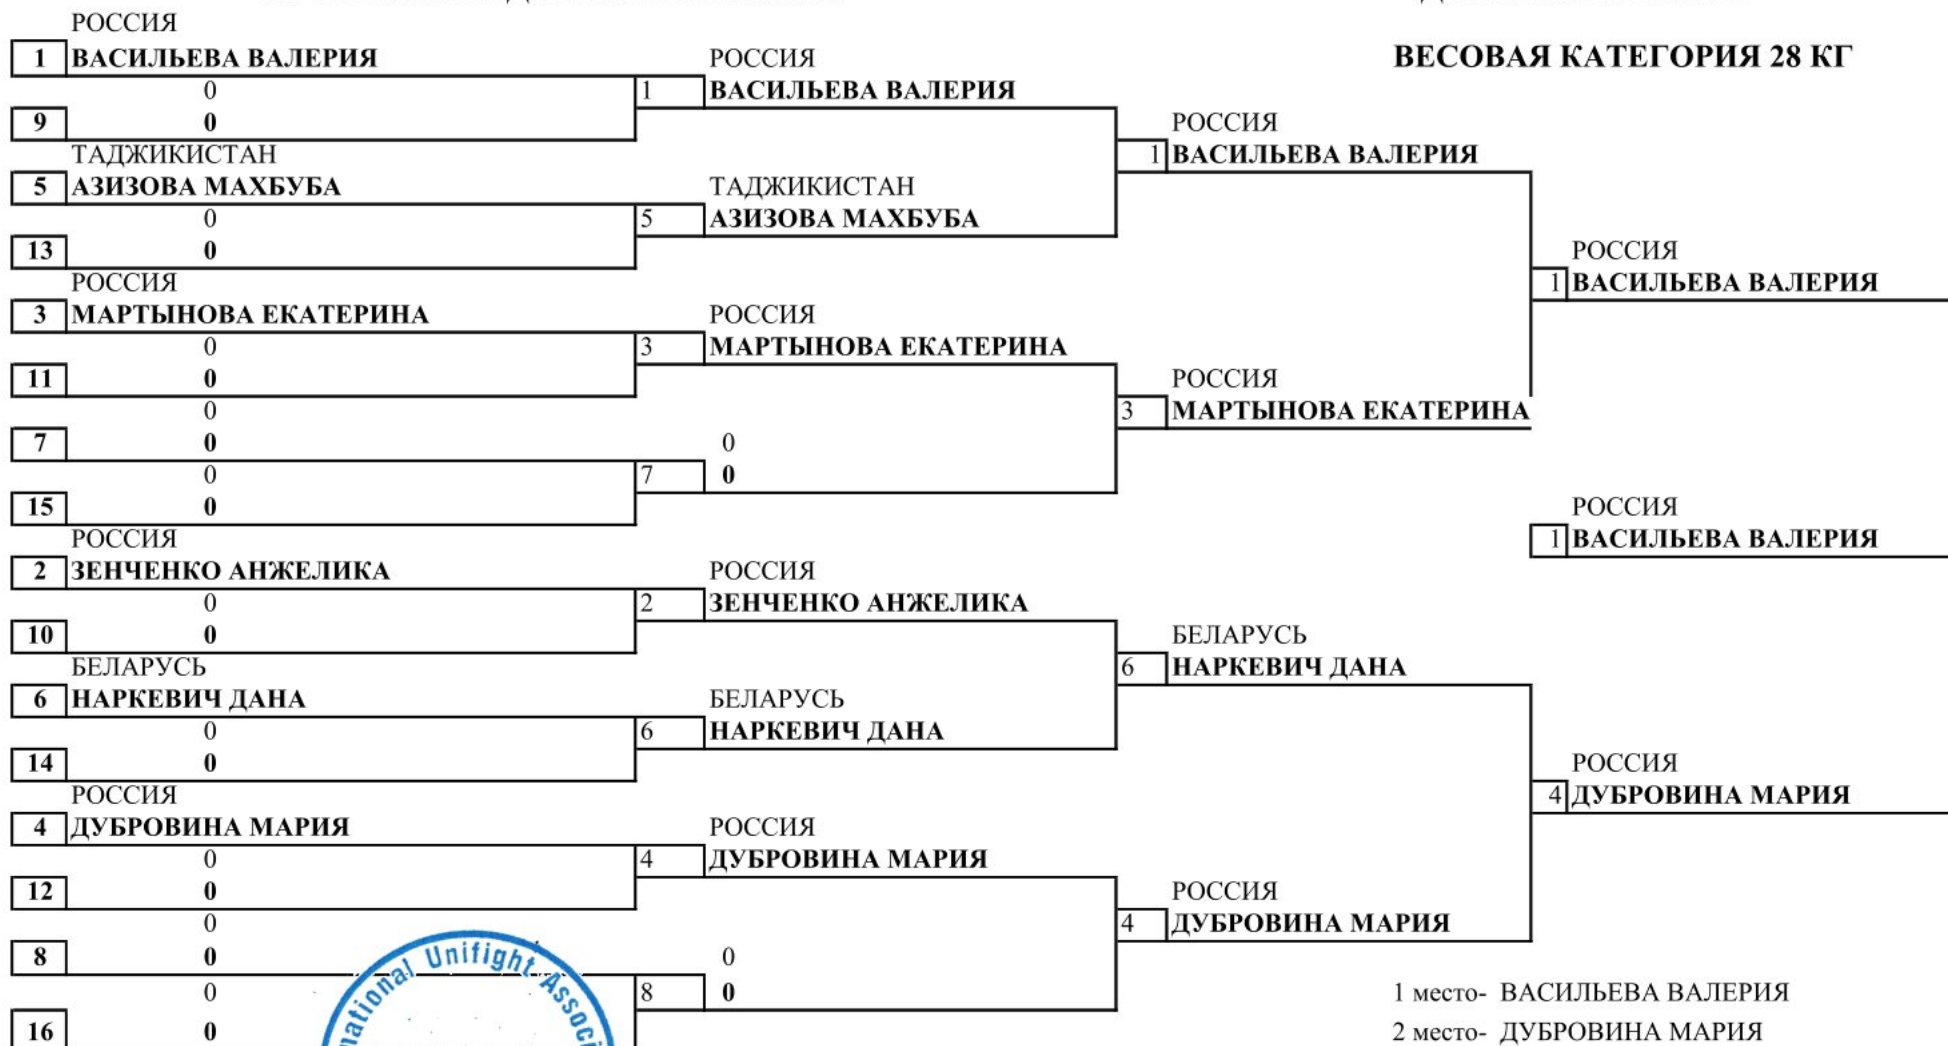 РОССИЯ
1 ВАСИЛЬЕВА ВАЛЕРИЯ
0
9 0
ТАДЖИКИСТАН
5 АЗИЗОВА МАХБУБА
0
13 0
РОССИЯ
3 МАРТЫНОВА ЕКАТЕРИНА
0
11 0
0
7 0
0
15 0
РОССИЯ
2 ЗЕНЧЕНКО АНЖЕЛИКА
0
10 0
БЕЛАРУСЬ
6 НАРКЕВИЧ ДАНА
0
14 0
РОССИЯ
4 ДУБРОВИНА МАРИЯ
0
12 0
0
8 0
0
16 0
РОССИЯ
1 ВАСИЛЬЕВА ВАЛЕРИЯ
ТАДЖИКИСТАН
5 АЗИЗОВА МАХБУБА
РОССИЯ
3 МАРТЫНОВА ЕКАТЕРИНА
0
7 0
РОССИЯ
2 ЗЕНЧЕНКО АНЖЕЛИКА
БЕЛАРУСЬ
6 НАРКЕВИЧ ДАНА
РОССИЯ
4 ДУБРОВИНА МАРИЯ
0
8 0
РОССИЯ
1 ВАСИЛЬЕВА ВАЛЕРИЯ
РОССИЯ
3 МАРТЫНОВА ЕКАТЕРИНА
БЕЛАРУСЬ
6 НАРКЕВИЧ ДАНА
РОССИЯ
4 ДУБРОВИНА МАРИЯ
ВЕСОВАЯ КАТЕГОРИЯ 28 КГ
РОССИЯ
1 ВАСИЛЬЕВА ВАЛЕРИЯ
РОССИЯ
1 ВАСИЛЬЕВА ВАЛЕРИЯ
РОССИЯ
4 ДУБРОВИНА МАРИЯ
1 место- ВАСИЛЬЕВА ВАЛЕРИЯ
2 место- ДУБРОВИНА МАРИЯ
Unifight